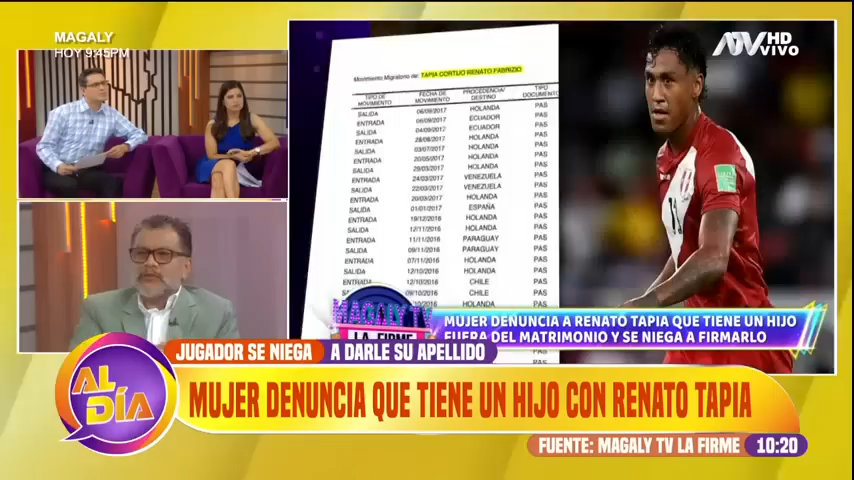 MAGALY
HOY 9:45PM
ATV HD
VIVO
Movimiento Migratorio de: TAPIA CORTIJO RENATO FABRIZIO
TIPO DE MOVIMIENTO FECHA DE MOVIMIENTO PROCEDENCIA/ DESTINO TIPO DOCUMENTO
SALIDA 06/09/2017 HOLANDA PAS
ENTRADA 06/09/2017 ECUADOR PAS
SALIDA 04/09/2017 ECUADOR PAS
ENTRADA 28/08/2017 HOLANDA PAS
SALIDA 03/07/2017 HOLANDA PAS
ENTRADA 20/05/2017 HOLANDA PAS
SALIDA 29/03/2017 HOLANDA PAS
ENTRADA 24/03/2017 VENEZUELA PAS
SALIDA 22/03/2017 VENEZUELA PAS
ENTRADA 20/03/2017 HOLANDA PAS
SALIDA 01/01/2017 ESPAÑA PAS
ENTRADA 19/12/2016 HOLANDA PAS
SALIDA 12/11/2016 HOLANDA PAS
ENTRADA 11/11/2016 PARAGUAY PAS
SALIDA 09/11/2016 PARAGUAY PAS
ENTRADA 07/11/2016 HOLANDA PAS
SALIDA 12/10/2016 HOLANDA PAS
ENTRADA 12/10/2016 CHILE PAS
09/10/2016 CHILE PAS
10/2016 HOLANDA PAS
MAGALY TV
LA FIRME
MUJER DENUNCIA A RENATO TAPIA QUE TIENE UN HIJO
FUERA DEL MATRIMONIO Y SE NIEGA A FIRMARLO
JUGADOR SE NIEGA A DARLE SU APELLIDO
AL DÍA
MUJER DENUNCIA QUE TIENE UN HIJO CON RENATO TAPIA
FUENTE: MAGALY TV LA FIRME 10:20